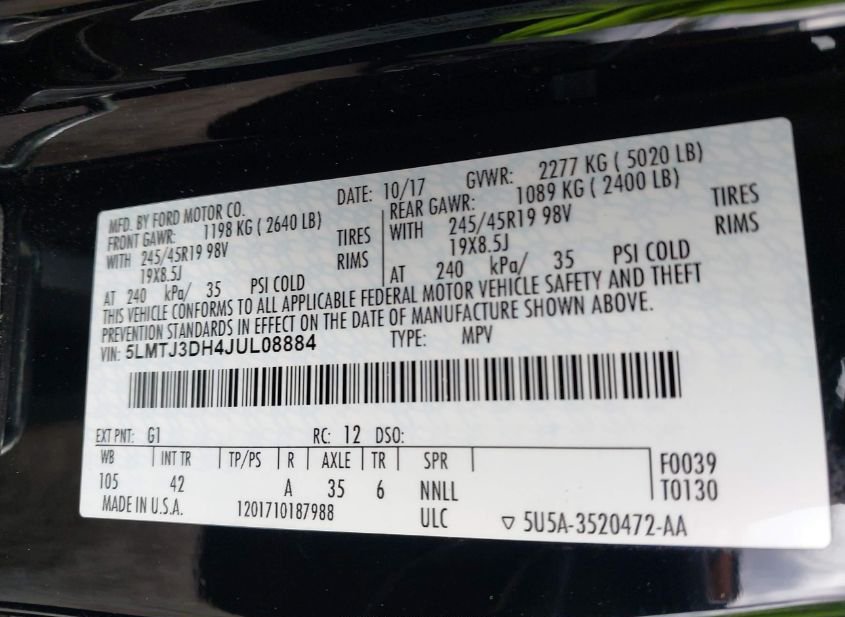 MFD. BY FORD MOTOR CO. DATE: 10/17 GVWR: 2277 KG ( 5020 LB)
FRONT GAWR: 1198 KG ( 2640 LB)
WITH 245/45R19 98V TIRES
19X8.5J RIMS
AT 240 kPa/ 35 PSI COLD
REAR GAWR: 1089 KG ( 2400 LB)
WITH 245/45R19 98V TIRES
19X8.5J RIMS
AT 240 kPa/ 35 PSI COLD
THIS VEHICLE CONFORMS TO ALL APPLICABLE FEDERAL MOTOR VEHICLE SAFETY AND THEFT
PREVENTION STANDARDS IN EFFECT ON THE DATE OF MANUFACTURE SHOWN ABOVE.
VIN: 5LMTJ3DH4JUL08884 TYPE: MPV
EXT PNT: G1 RC: 12 DSO:
WB INT TR TP/PS R AXLE TR SPR F0039
105 42 A 35 6 NNLL T0130
MADE IN U.S.A. 1201710187988 ULC ▽ 5U5A-3520472-AA